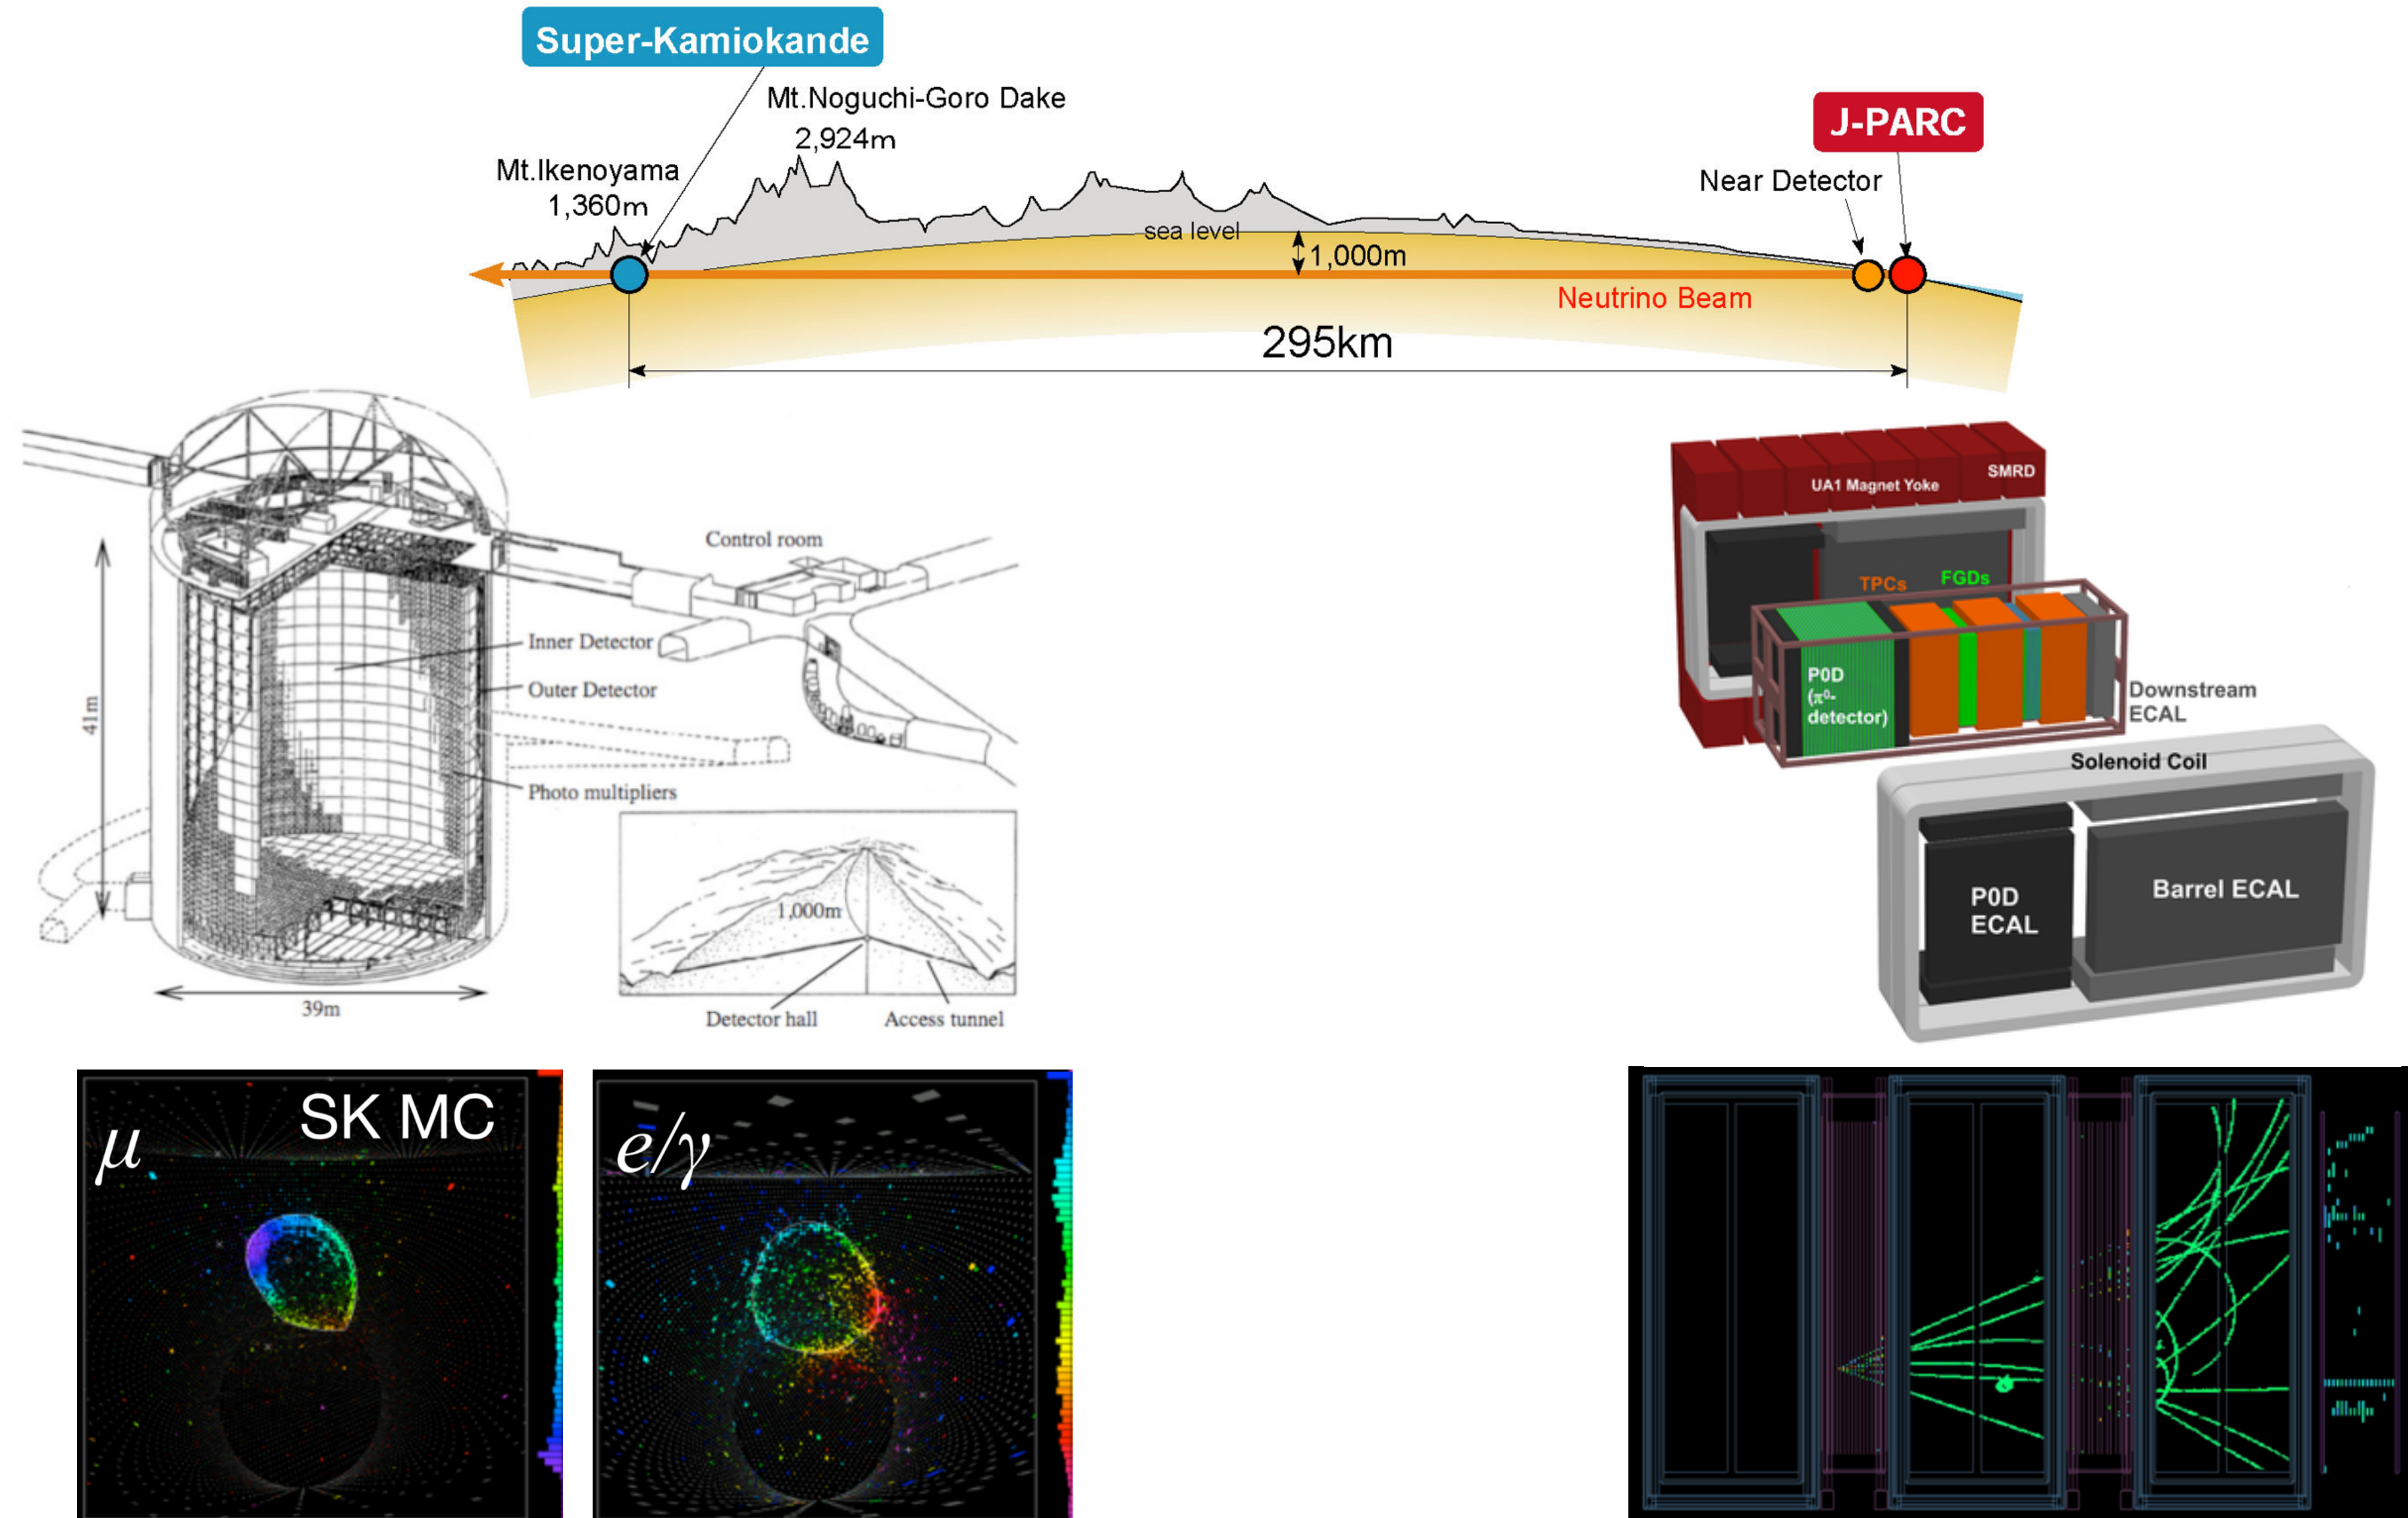 Super-Kamiokande
Mt.Noguchi-Goro Dake
2,924m
Mt.Ikenoyama
1,360m
J-PARC
Near Detector
sea level
1,000m
Neutrino Beam
295km
Control room
Inner Detector
Outer Detector
Photo multipliers
41m
39m
1,000m
Detector hall
Access tunnel
SMRD
UA1 Magnet Yoke
TPCs
FGDs
P0D
(π⁰-
detector)
Downstream
ECAL
Solenoid Coil
P0D
ECAL
Barrel ECAL
μ
SK MC
e/γ